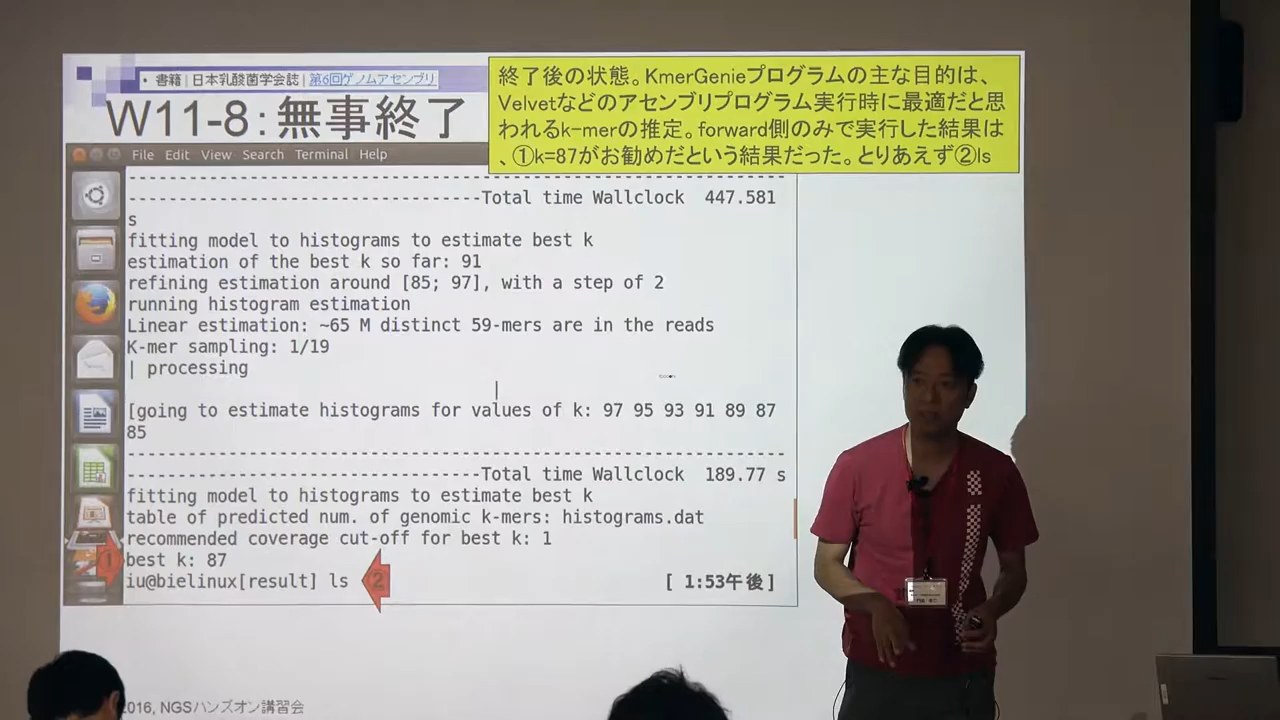 ・書籍 | 日本乳酸菌学会誌 | 第6回ゲノムアセンブリ
W11-8:無事終了
終了後の状態。KmerGenieプログラムの主な目的は、
Velvetなどのアセンブリプログラム実行時に最適だと思
われるk-merの推定。forward側のみで実行した結果は
、①k=87がお勧めだという結果だった。とりあえず②ls
File Edit View Search Terminal Help
--------------------------------Total time Wallclock 447.581
s
fitting model to histograms to estimate best k
estimation of the best k so far: 91
refining estimation around [85; 97], with a step of 2
running histogram estimation
Linear estimation: ~65 M distinct 59-mers are in the reads
K-mer sampling: 1/19
| processing
|
[going to estimate histograms for values of k: 97 95 93 91 89 87
85
--------------------------------Total time Wallclock 189.77 s
fitting model to histograms to estimate best k
table of predicted num. of genomic k-mers: histograms.dat
recommended coverage cut-off for best k: 1
① best k: 87
iu@bielinux[result] ls ② [ 1:53午後]
2016, NGSハンズオン講習会